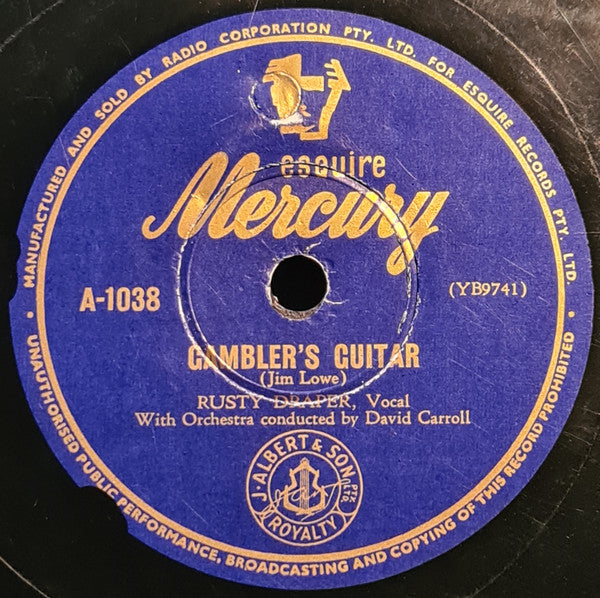 MANUFACTURED AND SOLD BY RADIO CORPORATION PTY. LTD. FOR ESQUIRE RECORDS PTY. LTD.
esquire
Mercury
A-1038
(YB9741)
GAMBLER'S GUITAR
(Jim Lowe)
RUSTY DRAPER, Vocal
With Orchestra conducted by David Carroll
J. ALBERT & SON PTY. LTD.
ROYALTY
• UNAUTHORISED PUBLIC PERFORMANCE, BROADCASTING AND COPYING OF THIS RECORD PROHIBITED •